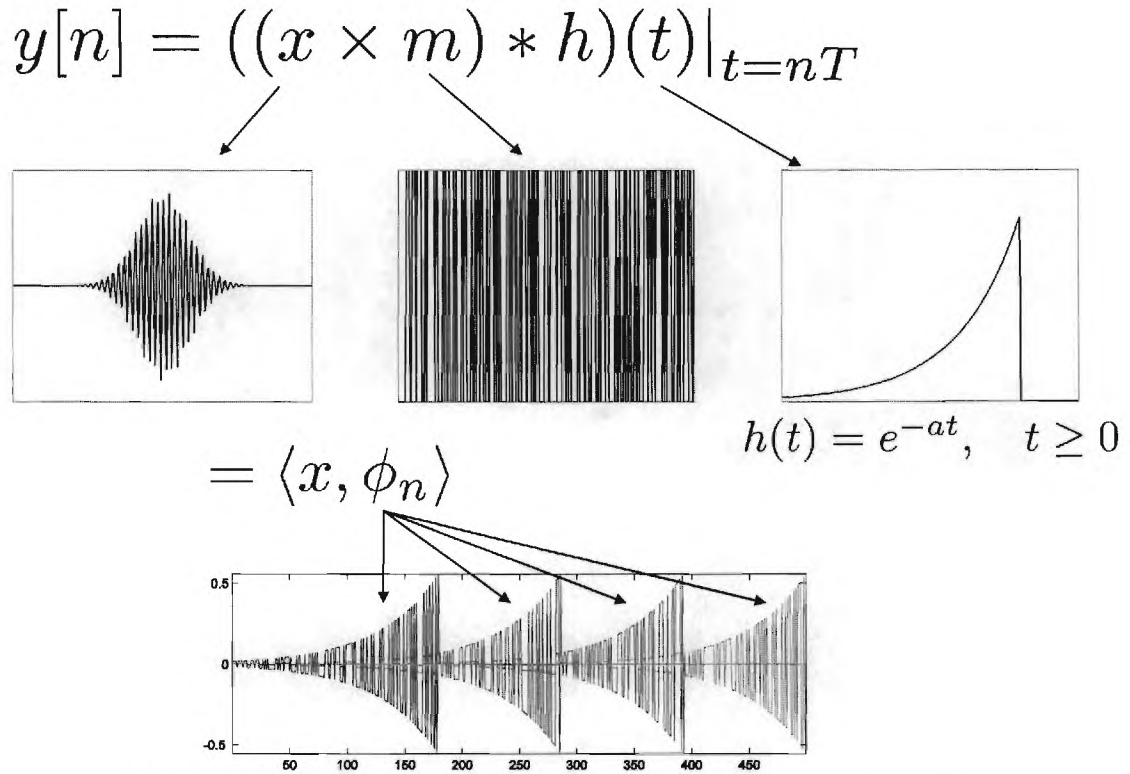 y[n] = ((x × m) ∗ h)(t)|_{t=nT}
h(t) = e^{-at}, t ≥ 0
= ⟨x, ϕ_n⟩
0.5
0
-0.5
50 100 150 200 250 300 350 400 450